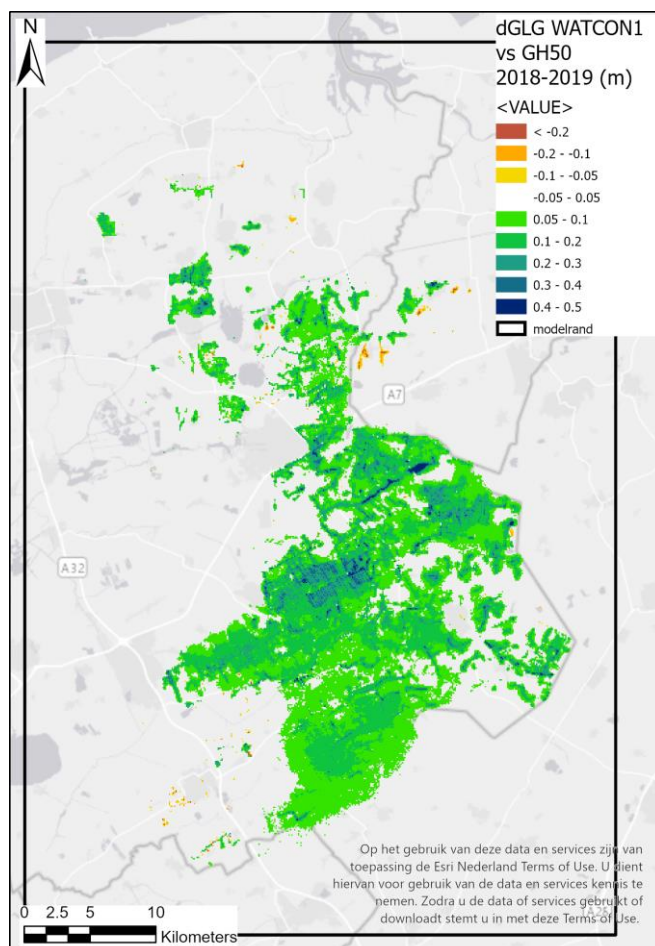 N
dGLG WATCON1
vs GH50
2018-2019 (m)
<VALUE>
< -0.2
-0.2 - -0.1
-0.1 - -0.05
-0.05 - 0.05
0.05 - 0.1
0.1 - 0.2
0.2 - 0.3
0.3 - 0.4
0.4 - 0.5
modelrand
A7
A32
Op het gebruik van deze data en services zijn van
toepassing de Esri Nederland Terms of Use. U dient
hiervan voor gebruik van de data en services kennis te
nemen. Zodra u de data of services gebruikt of
downloadt stemt u in met deze Terms of Use.
0 2.5 5 10
Kilometers